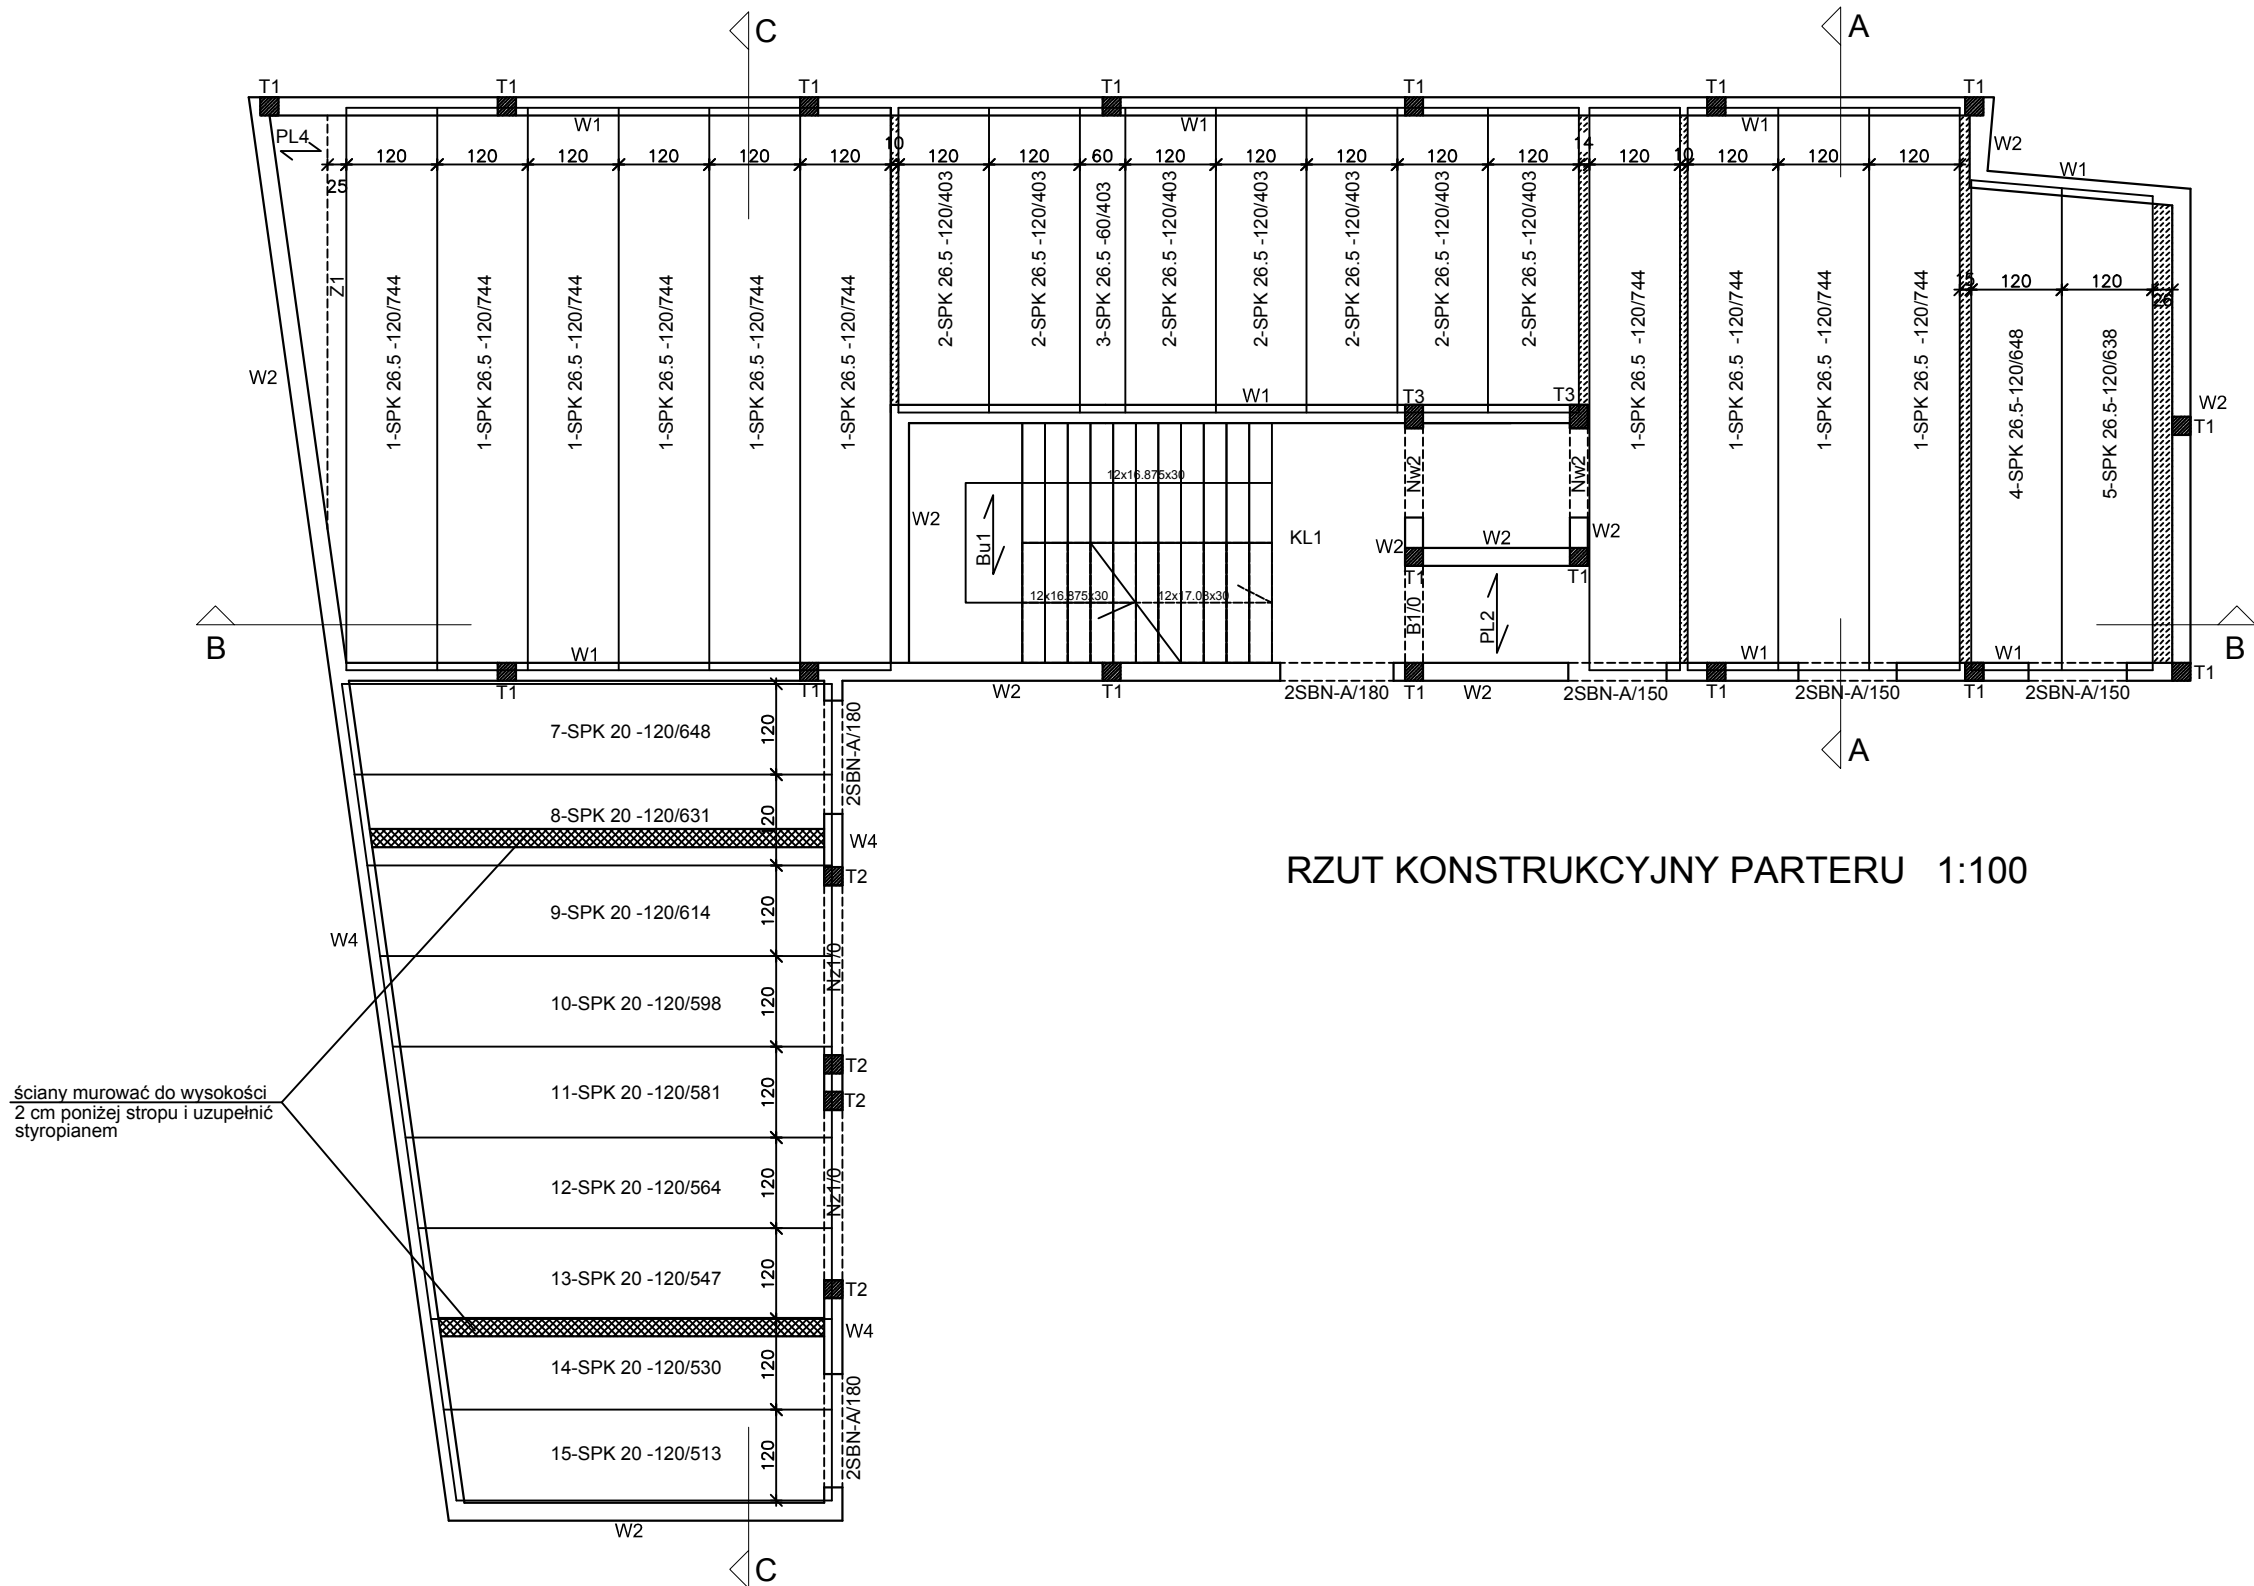 C
A
T1
T1
T1
T1
T1
T1
T1
PL4
W1
W1
W1
W2
W1
25
120
120
120
120
120
120
10
120
120
60
120
120
120
120
120
14
120
10
120
120
120
15
120
120
26
Z1
W2
1-SPK 26.5 -120/744
1-SPK 26.5 -120/744
1-SPK 26.5 -120/744
1-SPK 26.5 -120/744
1-SPK 26.5 -120/744
1-SPK 26.5 -120/744
2-SPK 26.5 -120/403
2-SPK 26.5 -120/403
3-SPK 26.5 -60/403
2-SPK 26.5 -120/403
2-SPK 26.5 -120/403
2-SPK 26.5 -120/403
2-SPK 26.5 -120/403
2-SPK 26.5 -120/403
1-SPK 26.5 -120/744
1-SPK 26.5 -120/744
1-SPK 26.5 -120/744
1-SPK 26.5 -120/744
4-SPK 26.5-120/648
5-SPK 26.5-120/638
W1
T3
T3
W2
T1
12x16.875x30
Nw2
Nw2
W2
Bu1
KL1
W2
W2
W2
T1
T1
12x16.875x30
12x17.08x30
B1/0
PL2
B
B
W1
W1
W1
T1
T1
W2
T1
2SBN-A/180
T1
W2
2SBN-A/150
T1
2SBN-A/150
T1
2SBN-A/150
T1
A
7-SPK 20 -120/648
120
2SBN-A/180
8-SPK 20 -120/631
120
W4
T2
RZUT KONSTRUKCYJNY PARTERU 1:100
9-SPK 20 -120/614
120
W4
Nz1/0
10-SPK 20 -120/598
120
T2
11-SPK 20 -120/581
120
T2
ściany murować do wysokości
2 cm poniżej stropu i uzupełnić
styropianem
12-SPK 20 -120/564
120
Nz1/0
13-SPK 20 -120/547
120
T2
W4
14-SPK 20 -120/530
120
2SBN-A/180
15-SPK 20 -120/513
120
W2
C